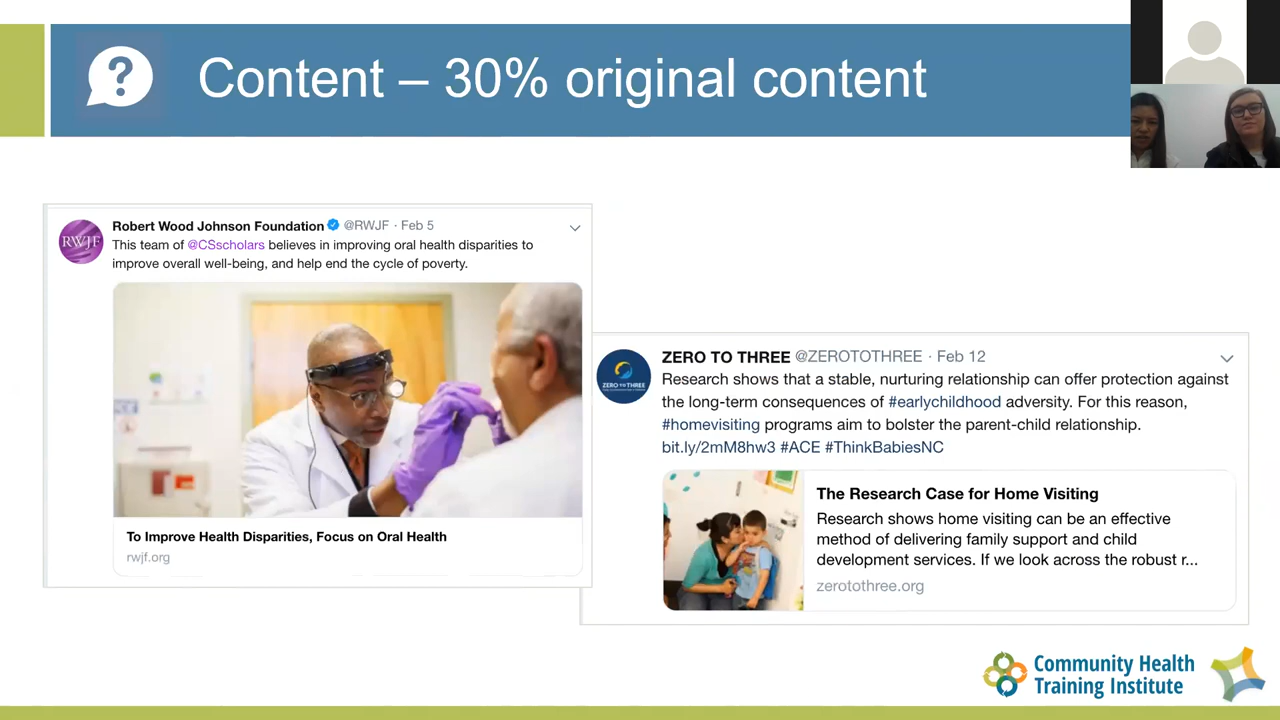 Content – 30% original content
RWJF
Robert Wood Johnson Foundation @RWJF · Feb 5
This team of @CSscholars believes in improving oral health disparities to
improve overall well-being, and help end the cycle of poverty.
To Improve Health Disparities, Focus on Oral Health
rwjf.org
ZERO TO THREE
ZERO TO THREE @ZEROTOTHREE · Feb 12
Research shows that a stable, nurturing relationship can offer protection against
the long-term consequences of #earlychildhood adversity. For this reason,
#homevisiting programs aim to bolster the parent-child relationship.
bit.ly/2mM8hw3 #ACE #ThinkBabiesNC
The Research Case for Home Visiting
Research shows home visiting can be an effective
method of delivering family support and child
development services. If we look across the robust r...
zerotothree.org
Community Health
Training Institute